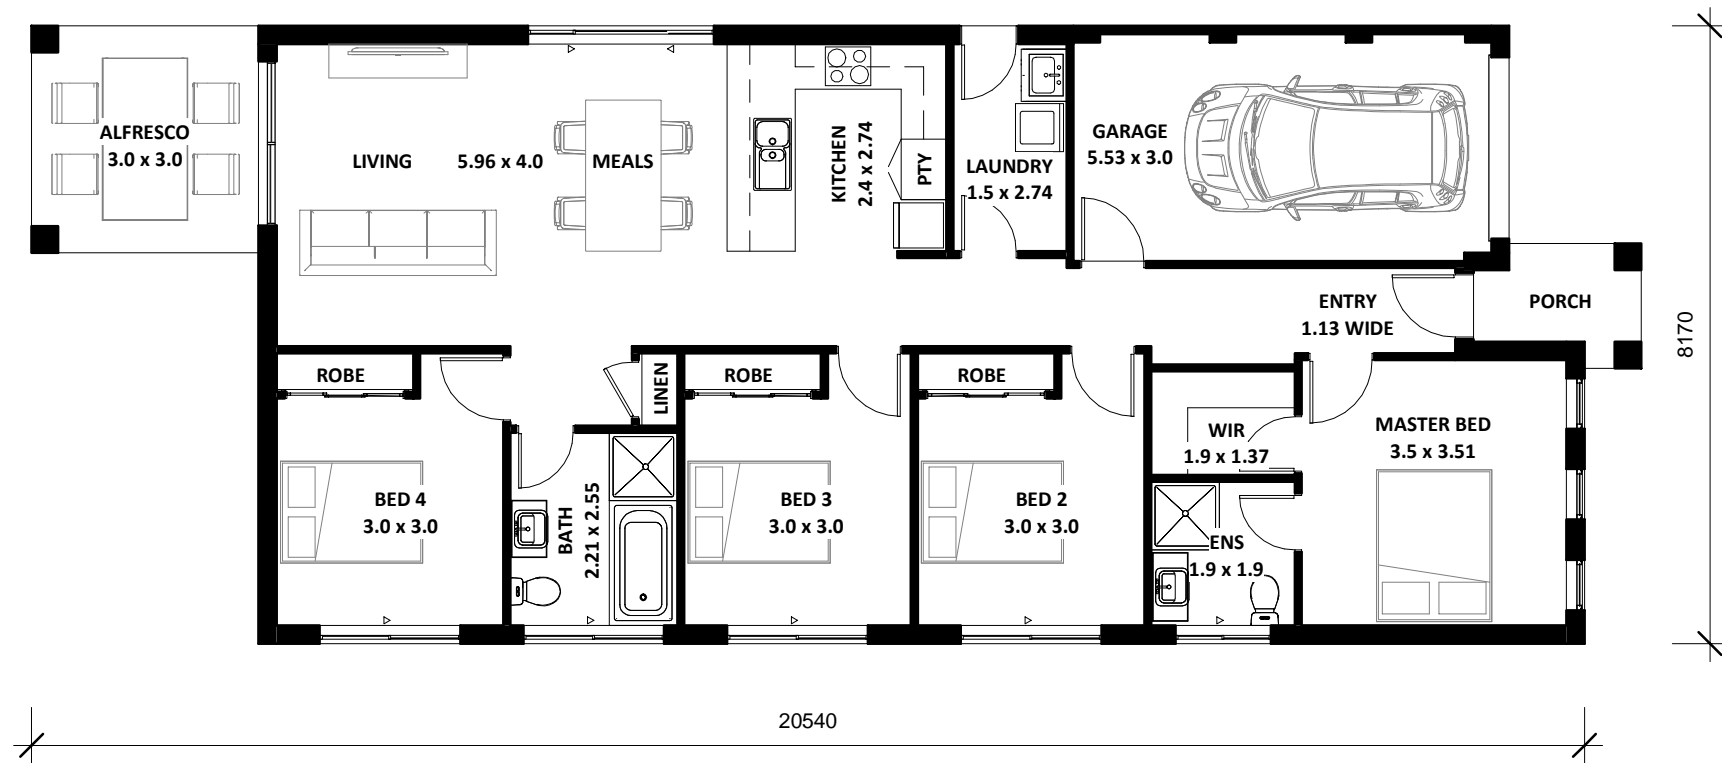 ALFRESCO
3.0 x 3.0
LIVING
5.96 x 4.0
MEALS
KITCHEN
2.4 x 2.74
PTY
LAUNDRY
1.5 x 2.74
GARAGE
5.53 x 3.0
ENTRY
1.13 WIDE
PORCH
ROBE
LINEN
ROBE
ROBE
WIR
1.9 x 1.37
MASTER BED
3.5 x 3.51
BED 4
3.0 x 3.0
BATH
2.21 x 2.55
BED 3
3.0 x 3.0
BED 2
3.0 x 3.0
ENS
1.9 x 1.9
8170
20540